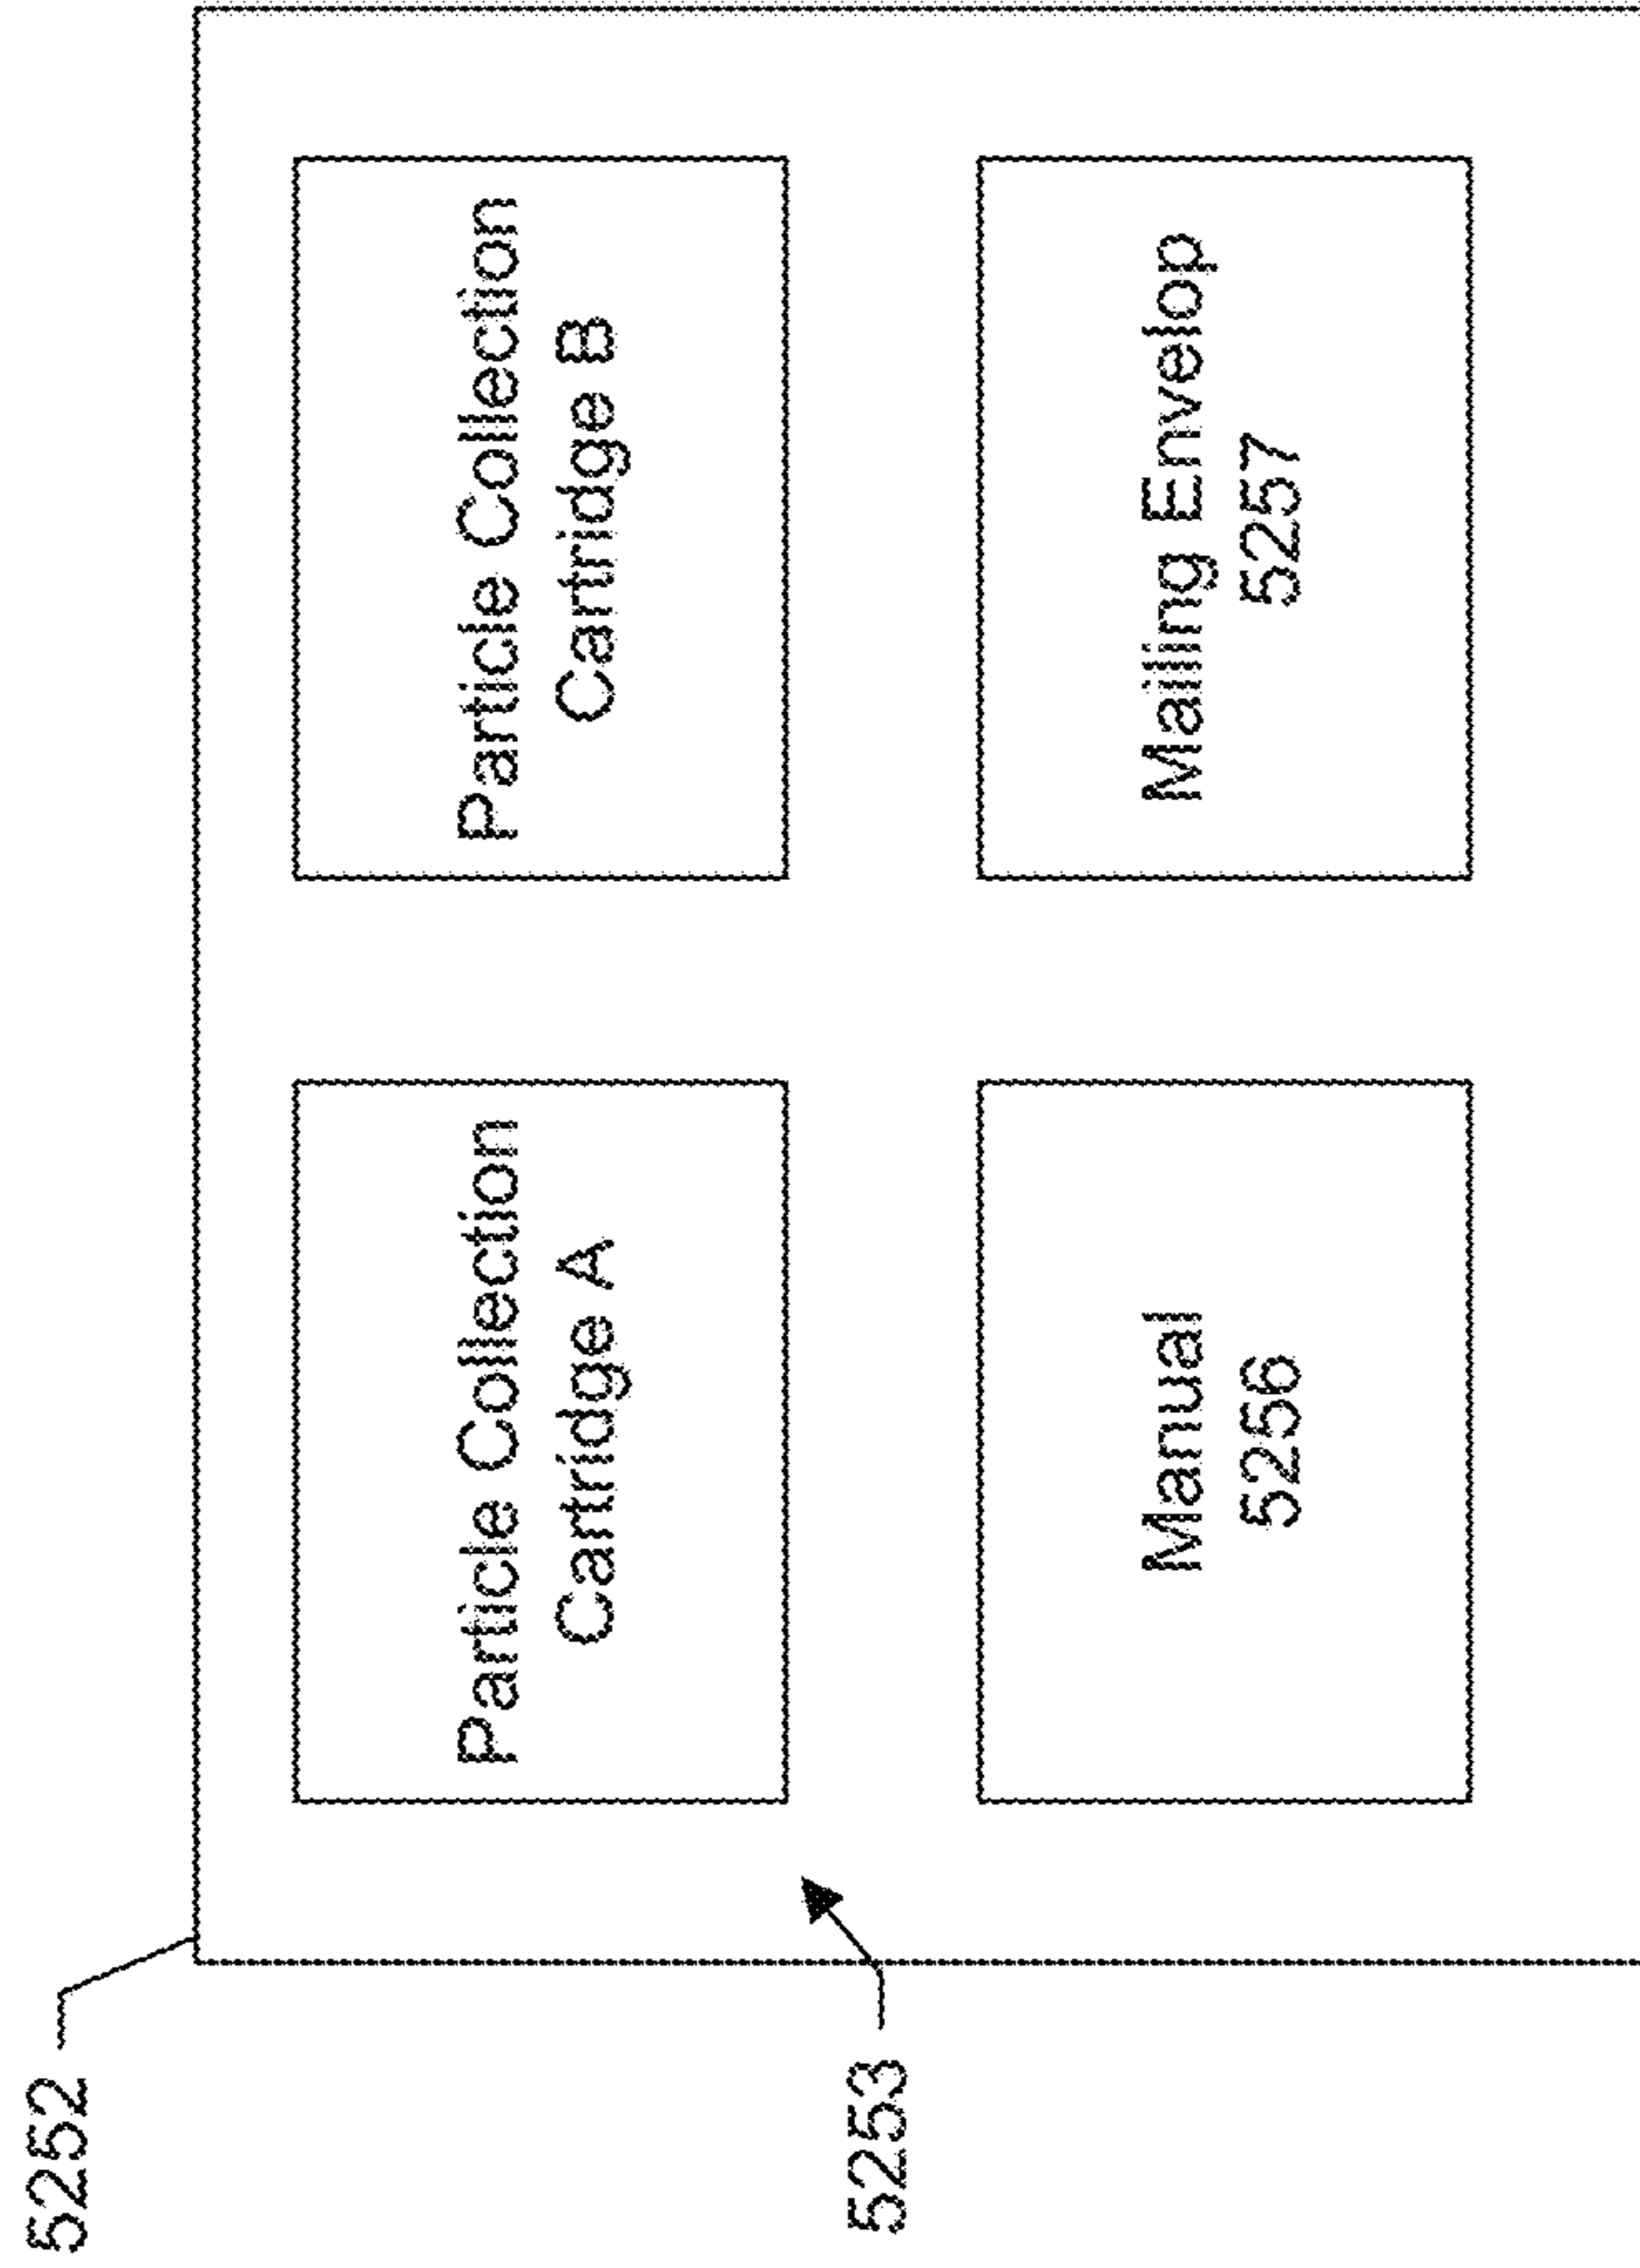 5252
Particle Collection
Cartridge A
Particle Collection
Cartridge B
5253
Manual
5256
Mailing Envelop
5257